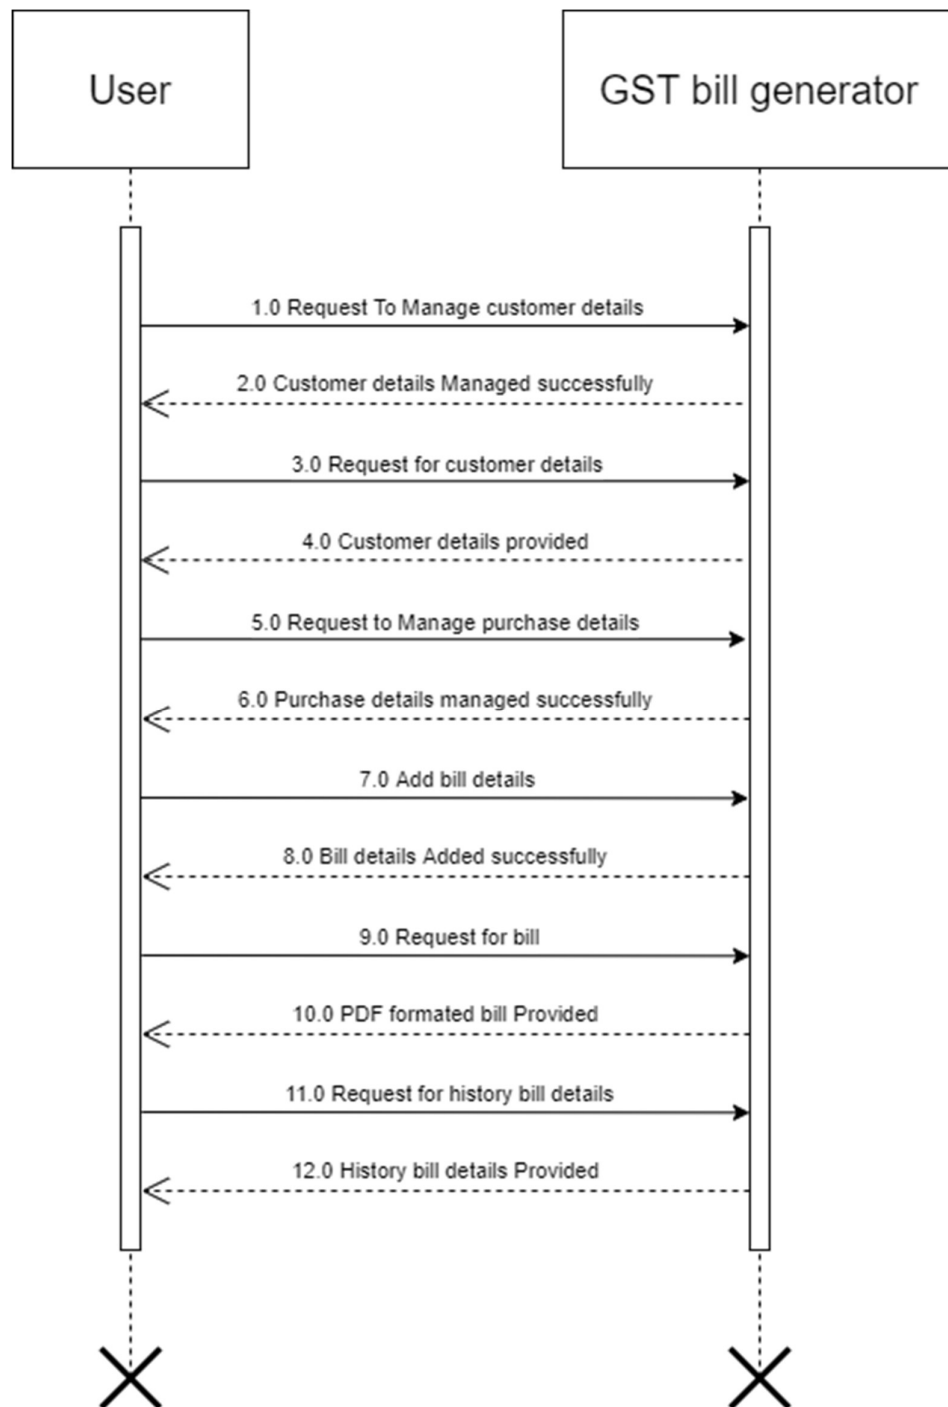 User
GST bill generator
1.0 Request To Manage customer details
2.0 Customer details Managed successfully
3.0 Request for customer details
4.0 Customer details provided
5.0 Request to Manage purchase details
6.0 Purchase details managed successfully
7.0 Add bill details
8.0 Bill details Added successfully
9.0 Request for bill
10.0 PDF formated bill Provided
11.0 Request for history bill details
12.0 History bill details Provided